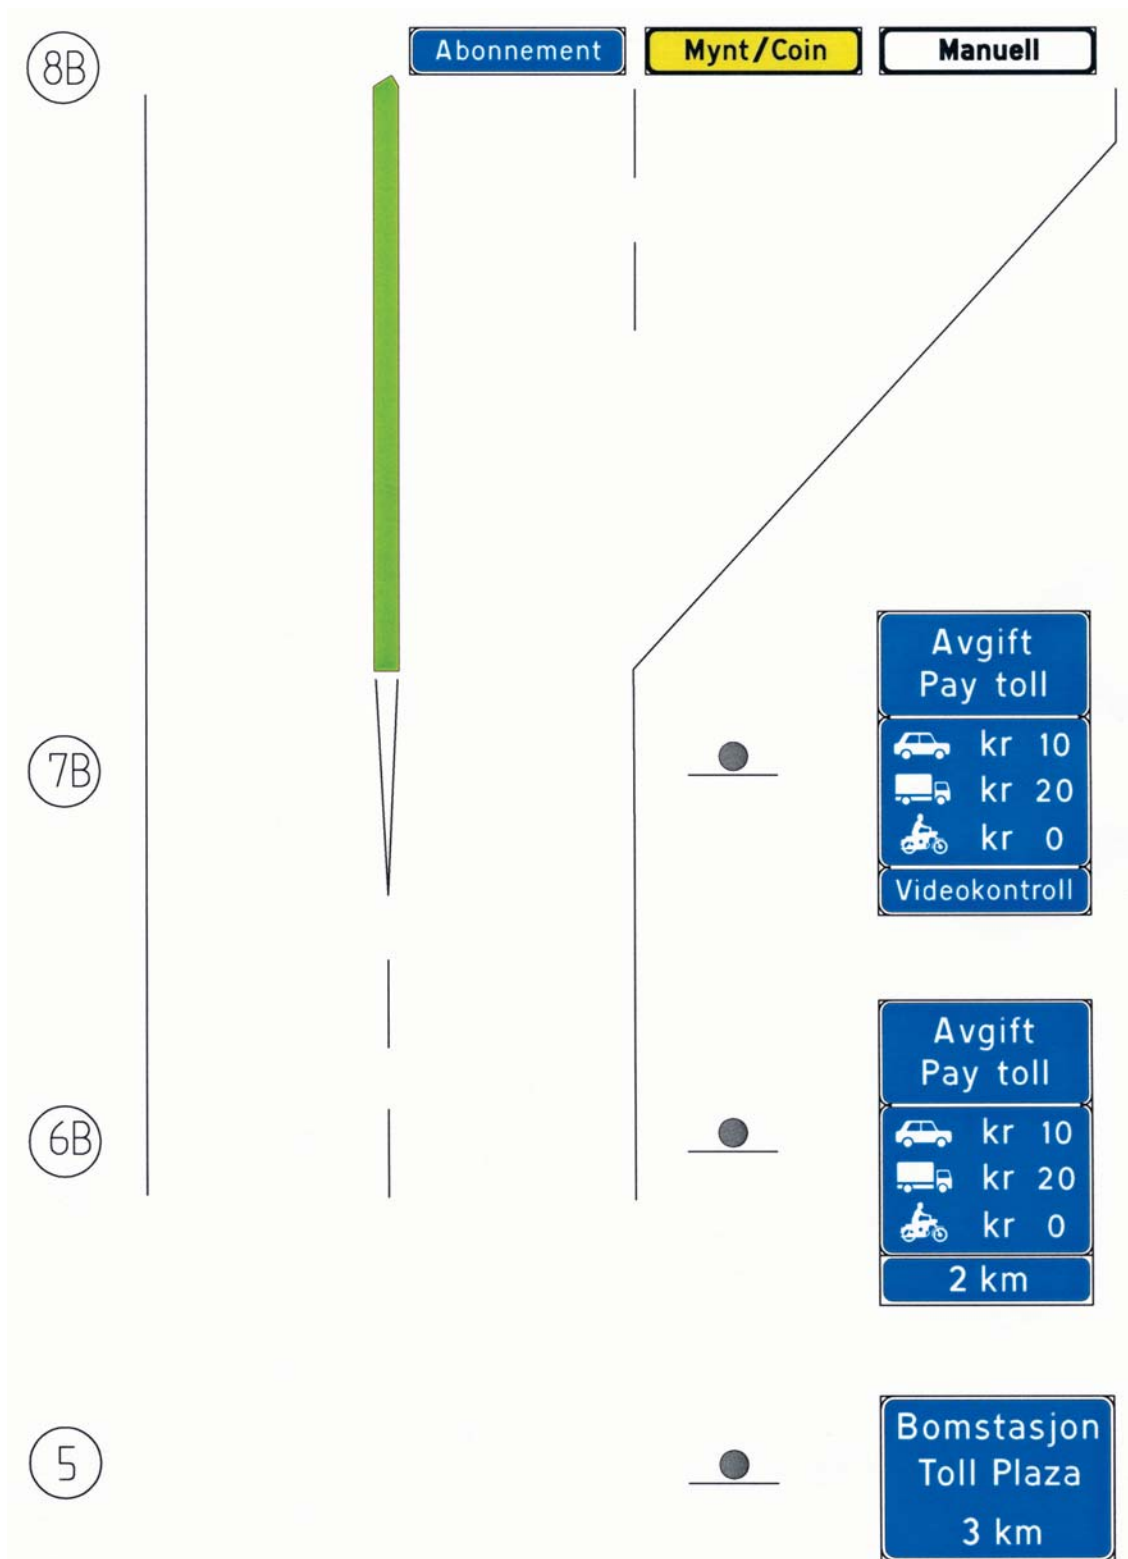 8B
Abonnement
Mynt/Coin
Manuell
Avgift
Pay toll
kr 10
kr 20
kr 0
Videokontroll
7B
Avgift
Pay toll
kr 10
kr 20
kr 0
2 km
6B
Bomstasjon
Toll Plaza
3 km
5